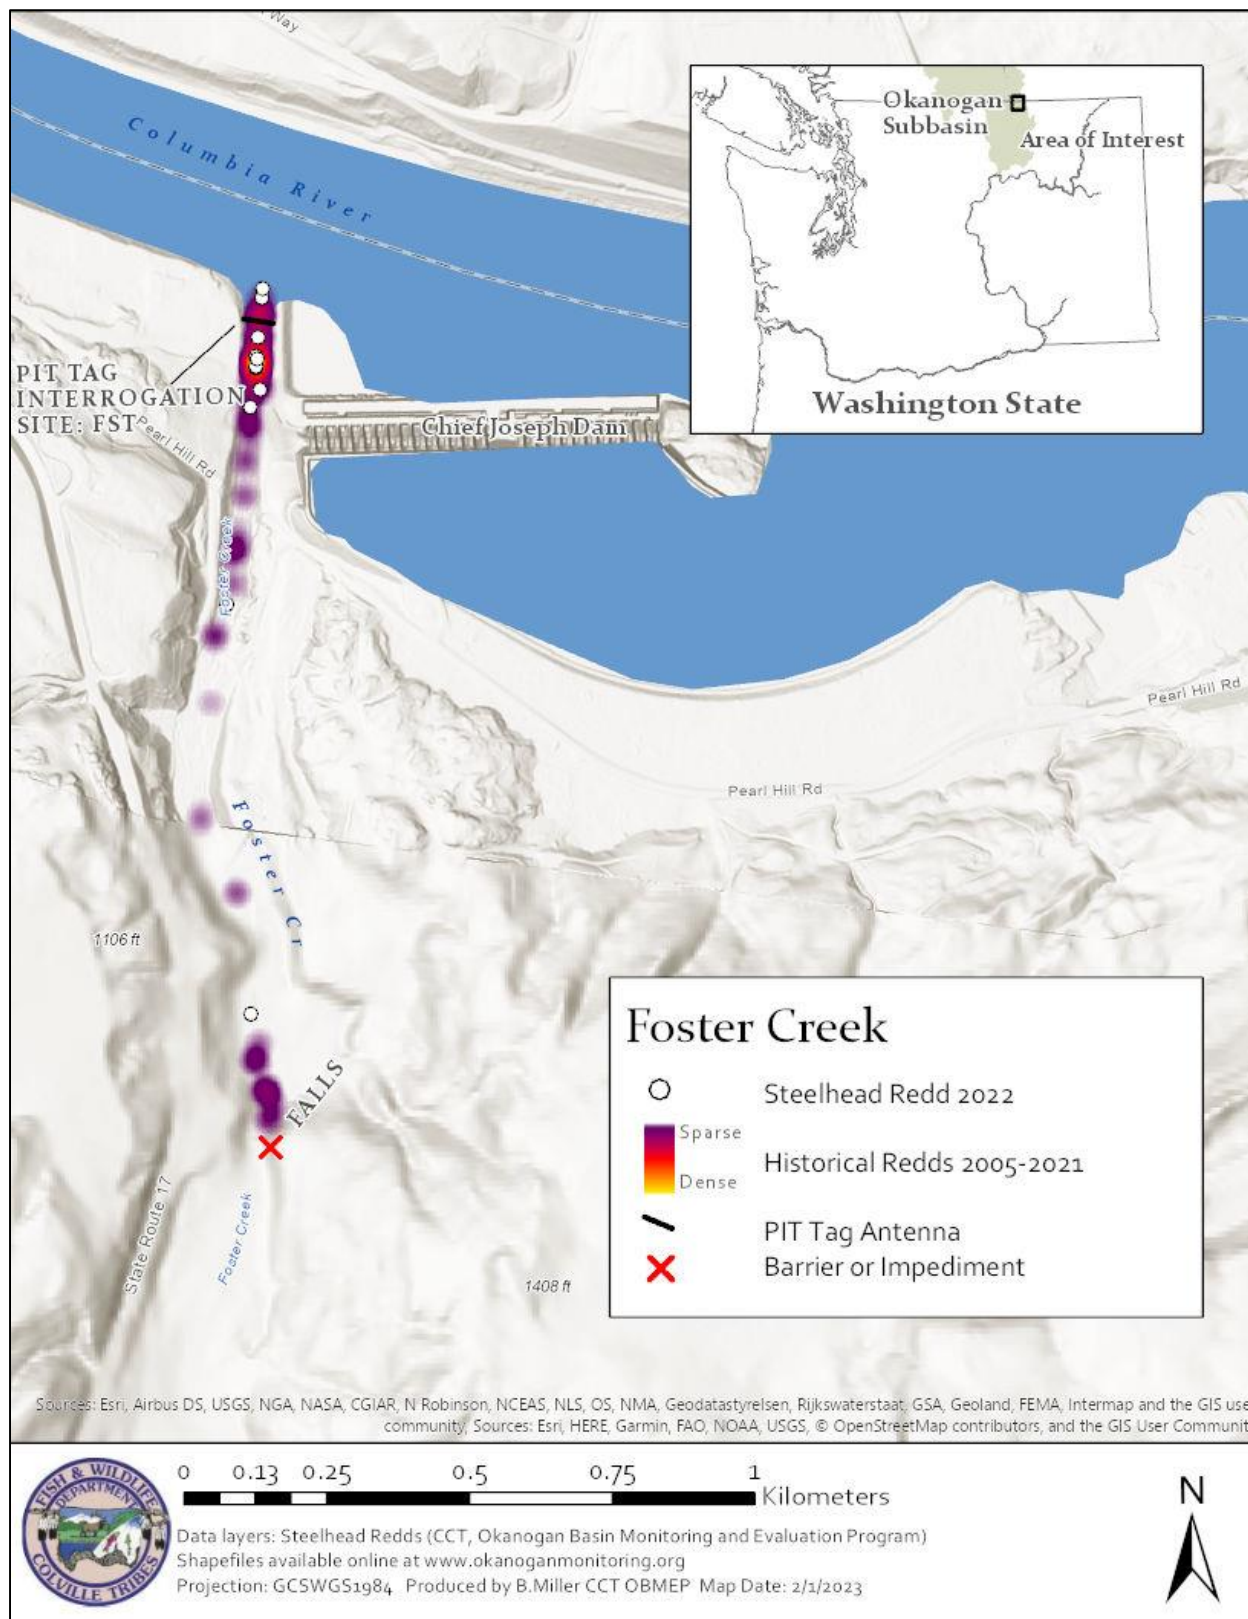 Way
Columbia River
Okanogan
Subbasin
Area of Interest
Washington State
PIT TAG
INTERROGATION
SITE: FST
Pearl Hill Rd
Chief Joseph Dam
Foster Creek
Pearl Hill Rd
Pearl Hill Rd
Foster Cr
1106 ft
FALLS
State Route 17
Foster Creek
1408 ft
Foster Creek
Steelhead Redd 2022
Sparse
Historical Redds 2005-2021
Dense
PIT Tag Antenna
Barrier or Impediment
Sources: Esri, Airbus DS, USGS, NGA, NASA, CGIAR, N Robinson, NCEAS, NLS, OS, NMA, Geodatastyrelsen, Rijkswaterstaat, GSA, Geoland, FEMA, Intermap and the GIS use
community, Sources: Esri, HERE, Garmin, FAO, NOAA, USGS, © OpenStreetMap contributors, and the GIS User Communit
0 0.13 0.25 0.5 0.75 1
Kilometers
N
FISH & WILDLIFE
DEPARTMENT
COLVILLE TRIBES
Data layers: Steelhead Redds (CCT, Okanogan Basin Monitoring and Evaluation Program)
Shapefiles available online at www.okanoganmonitoring.org
Projection: GCSWGS1984 Produced by B.Miller CCT OBMEP Map Date: 2/1/2023